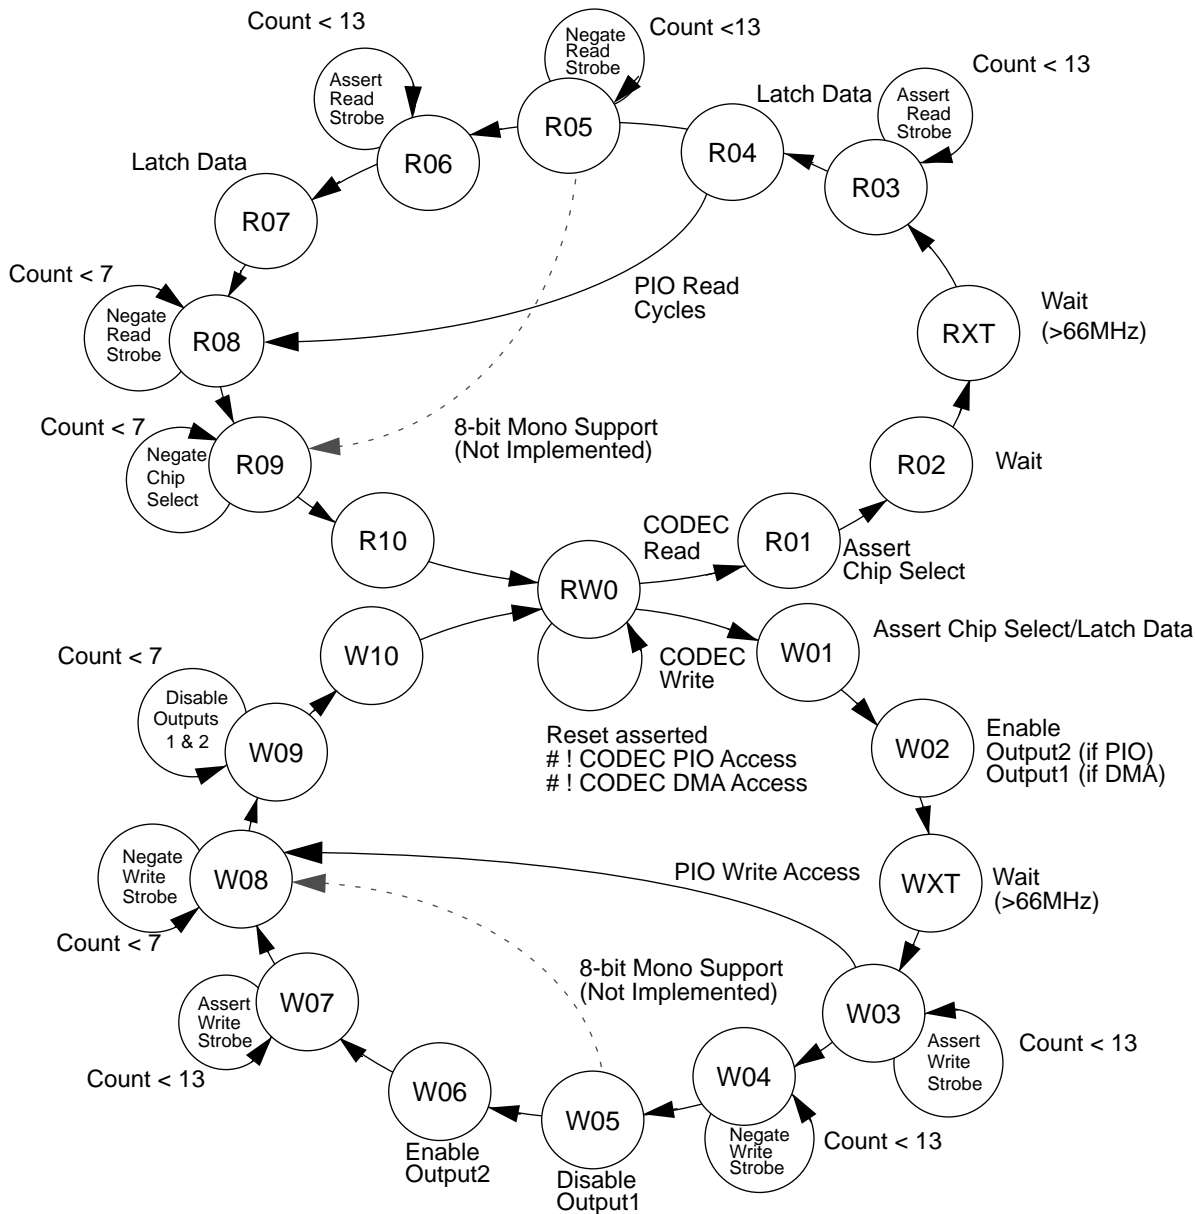 Count < 13
Negate
Read
Strobe
Count <13
Count < 13
Assert
Read
Strobe
Latch Data
Assert
Read
Strobe
R05
R04
R06
R03
Latch Data
R07
Count < 7
Negate
Read
Strobe
R08
PIO Read
Cycles
RXT
Wait
(>66MHz)
Count < 7
Negate
Chip
Select
R09
8-bit Mono Support
(Not Implemented)
R02
Wait
R10
CODEC
Read
R01
Assert
Chip Select
RW0
W10
CODEC
Write
W01
Assert Chip Select/Latch Data
Count < 7
Disable
Outputs
1 & 2
W09
Reset asserted
# ! CODEC PIO Access
# ! CODEC DMA Access
W02
Enable
Output2 (if PIO)
Output1 (if DMA)
Negate
Write
Strobe
W08
Count < 7
PIO Write Access
WXT
Wait
(>66MHz)
8-bit Mono Support
(Not Implemented)
Assert
Write
Strobe
W07
Count < 13
W03
Assert
Write
Strobe
Count < 13
W04
Negate
Write
Strobe
Count < 13
W06
Enable
Output2
W05
Disable
Output1